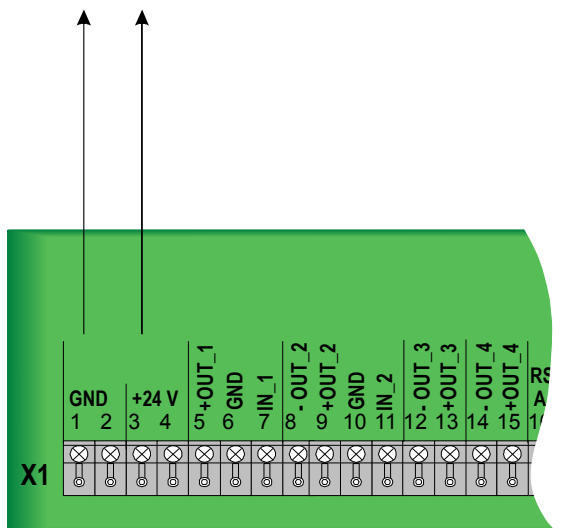 GND +24 V +OUT_1 GND IN_1 - OUT_2 +OUT_2 GND IN_2 - OUT_3 +OUT_3 - OUT_4 +OUT_4
1 2 3 4 5 6 7 8 9 10 11 12 13 14 15
X1